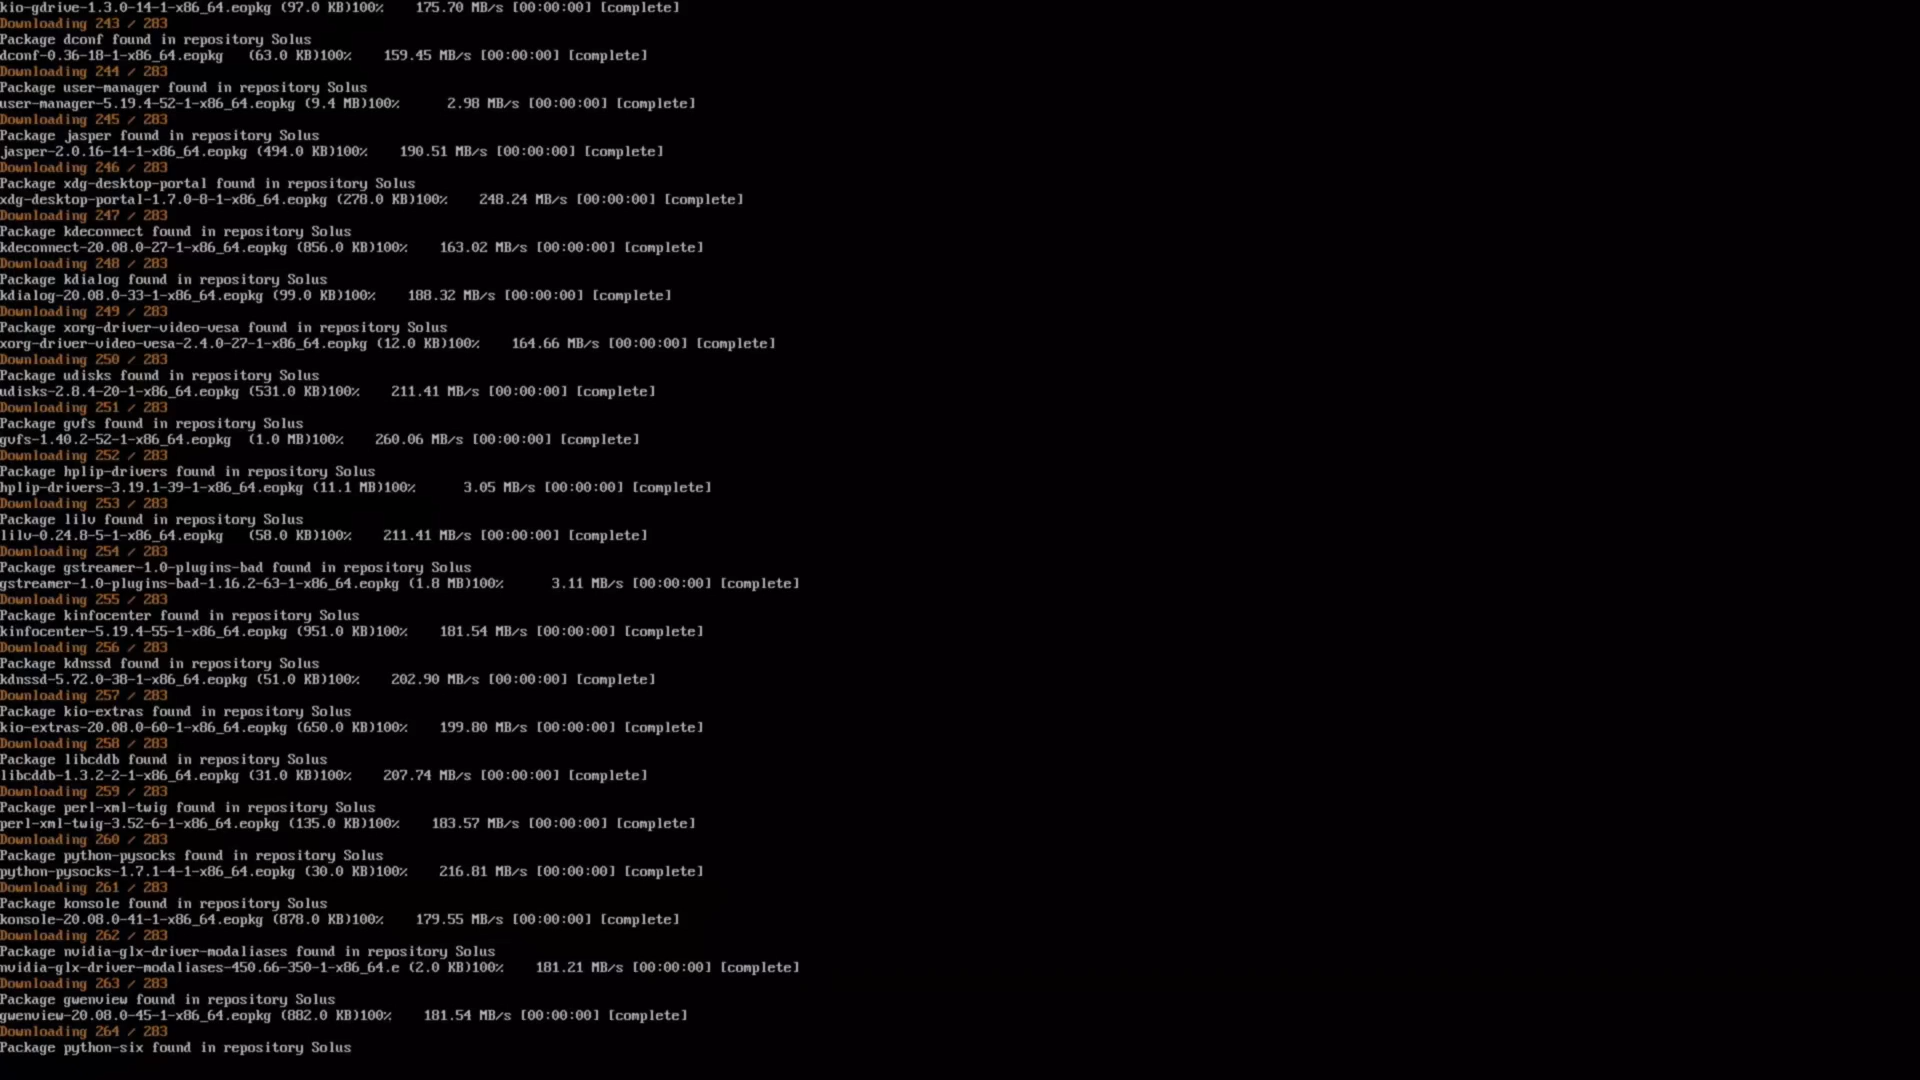 kio-gdrive-1.3.0-14-1-x86_64.eopkg (97.0 KB)100%    175.70 MB/s [00:00:00] [complete]
Downloading 243 / 283
Package dconf found in repository Solus
dconf-0.36-18-1-x86_64.eopkg   (63.0 KB)100%    159.45 MB/s [00:00:00] [complete]
Downloading 244 / 283
Package user-manager found in repository Solus
user-manager-5.19.4-52-1-x86_64.eopkg (9.4 MB)100%      2.98 MB/s [00:00:00] [complete]
Downloading 245 / 283
Package jasper found in repository Solus
jasper-2.0.16-14-1-x86_64.eopkg (494.0 KB)100%    190.51 MB/s [00:00:00] [complete]
Downloading 246 / 283
Package xdg-desktop-portal found in repository Solus
xdg-desktop-portal-1.7.0-8-1-x86_64.eopkg (278.0 KB)100%    248.24 MB/s [00:00:00] [complete]
Downloading 247 / 283
Package kdeconnect found in repository Solus
kdeconnect-20.08.0-27-1-x86_64.eopkg (856.0 KB)100%    163.02 MB/s [00:00:00] [complete]
Downloading 248 / 283
Package kdialog found in repository Solus
kdialog-20.08.0-33-1-x86_64.eopkg (99.0 KB)100%    188.32 MB/s [00:00:00] [complete]
Downloading 249 / 283
Package xorg-driver-video-vesa found in repository Solus
xorg-driver-video-vesa-2.4.0-27-1-x86_64.eopkg (12.0 KB)100%    164.66 MB/s [00:00:00] [complete]
Downloading 250 / 283
Package udisks found in repository Solus
udisks-2.8.4-20-1-x86_64.eopkg (531.0 KB)100%    211.41 MB/s [00:00:00] [complete]
Downloading 251 / 283
Package gvfs found in repository Solus
gvfs-1.40.2-52-1-x86_64.eopkg  (1.0 MB)100%    260.06 MB/s [00:00:00] [complete]
Downloading 252 / 283
Package hplip-drivers found in repository Solus
hplip-drivers-3.19.1-39-1-x86_64.eopkg (11.1 MB)100%      3.05 MB/s [00:00:00] [complete]
Downloading 253 / 283
Package lilv found in repository Solus
lilv-0.24.8-5-1-x86_64.eopkg   (58.0 KB)100%    211.41 MB/s [00:00:00] [complete]
Downloading 254 / 283
Package gstreamer-1.0-plugins-bad found in repository Solus
gstreamer-1.0-plugins-bad-1.16.2-63-1-x86_64.eopkg (1.8 MB)100%      3.11 MB/s [00:00:00] [complete]
Downloading 255 / 283
Package kinfocenter found in repository Solus
kinfocenter-5.19.4-55-1-x86_64.eopkg (951.0 KB)100%    181.54 MB/s [00:00:00] [complete]
Downloading 256 / 283
Package kdnssd found in repository Solus
kdnssd-5.72.0-38-1-x86_64.eopkg (51.0 KB)100%    202.90 MB/s [00:00:00] [complete]
Downloading 257 / 283
Package kio-extras found in repository Solus
kio-extras-20.08.0-60-1-x86_64.eopkg (650.0 KB)100%    199.80 MB/s [00:00:00] [complete]
Downloading 258 / 283
Package libcddb found in repository Solus
libcddb-1.3.2-2-1-x86_64.eopkg (31.0 KB)100%    207.74 MB/s [00:00:00] [complete]
Downloading 259 / 283
Package perl-xml-twig found in repository Solus
perl-xml-twig-3.52-6-1-x86_64.eopkg (135.0 KB)100%    183.57 MB/s [00:00:00] [complete]
Downloading 260 / 283
Package python-pysocks found in repository Solus
python-pysocks-1.7.1-4-1-x86_64.eopkg (30.0 KB)100%    216.81 MB/s [00:00:00] [complete]
Downloading 261 / 283
Package konsole found in repository Solus
konsole-20.08.0-41-1-x86_64.eopkg (878.0 KB)100%    179.55 MB/s [00:00:00] [complete]
Downloading 262 / 283
Package nvidia-glx-driver-modaliases found in repository Solus
nvidia-glx-driver-modaliases-450.66-350-1-x86_64.e (2.0 KB)100%    181.21 MB/s [00:00:00] [complete]
Downloading 263 / 283
Package gwenview found in repository Solus
gwenview-20.08.0-45-1-x86_64.eopkg (882.0 KB)100%    181.54 MB/s [00:00:00] [complete]
Downloading 264 / 283
Package python-six found in repository Solus